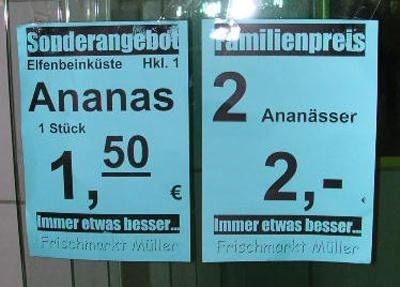 Sonderangebot
Elfenbeinküste Hkl. 1
Ananas
1 Stück
1,50 €
Immer etwas besser...
Frischmarkt Müller
Familienpreis
2 Ananässer
2,- €
Immer etwas besser...
Frischmarkt Müller